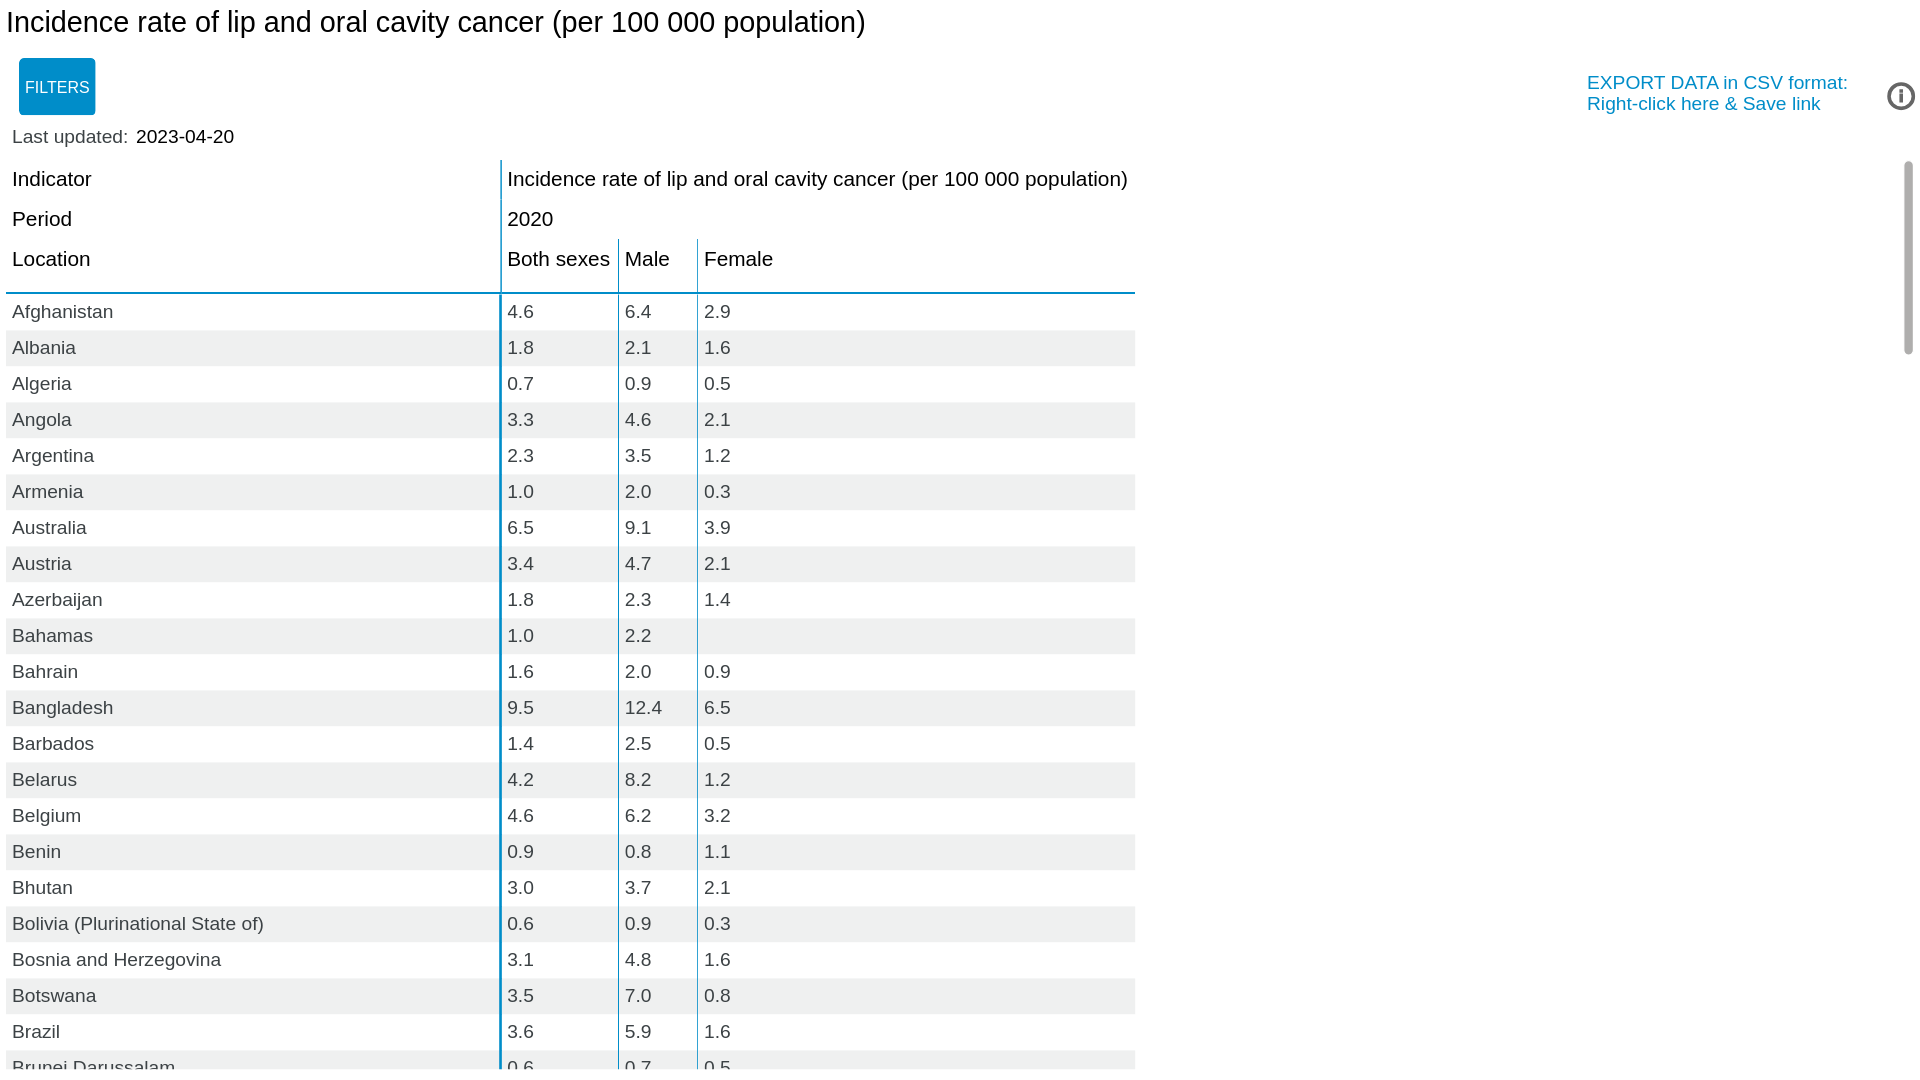 Incidence rate of lip and oral cavity cancer (per 100 000 population)
FILTERS
EXPORT DATA in CSV format:
Right-click here & Save link
Last updated: 2023-04-20
Indicator Incidence rate of lip and oral cavity cancer (per 100 000 population)
Period 2020
Location Both sexes Male Female
Afghanistan 4.6 6.4 2.9
Albania 1.8 2.1 1.6
Algeria 0.7 0.9 0.5
Angola 3.3 4.6 2.1
Argentina 2.3 3.5 1.2
Armenia 1.0 2.0 0.3
Australia 6.5 9.1 3.9
Austria 3.4 4.7 2.1
Azerbaijan 1.8 2.3 1.4
Bahamas 1.0 2.2
Bahrain 1.6 2.0 0.9
Bangladesh 9.5 12.4 6.5
Barbados 1.4 2.5 0.5
Belarus 4.2 8.2 1.2
Belgium 4.6 6.2 3.2
Benin 0.9 0.8 1.1
Bhutan 3.0 3.7 2.1
Bolivia (Plurinational State of) 0.6 0.9 0.3
Bosnia and Herzegovina 3.1 4.8 1.6
Botswana 3.5 7.0 0.8
Brazil 3.6 5.9 1.6
Brunei Darussalam 0.6 0.7 0.5